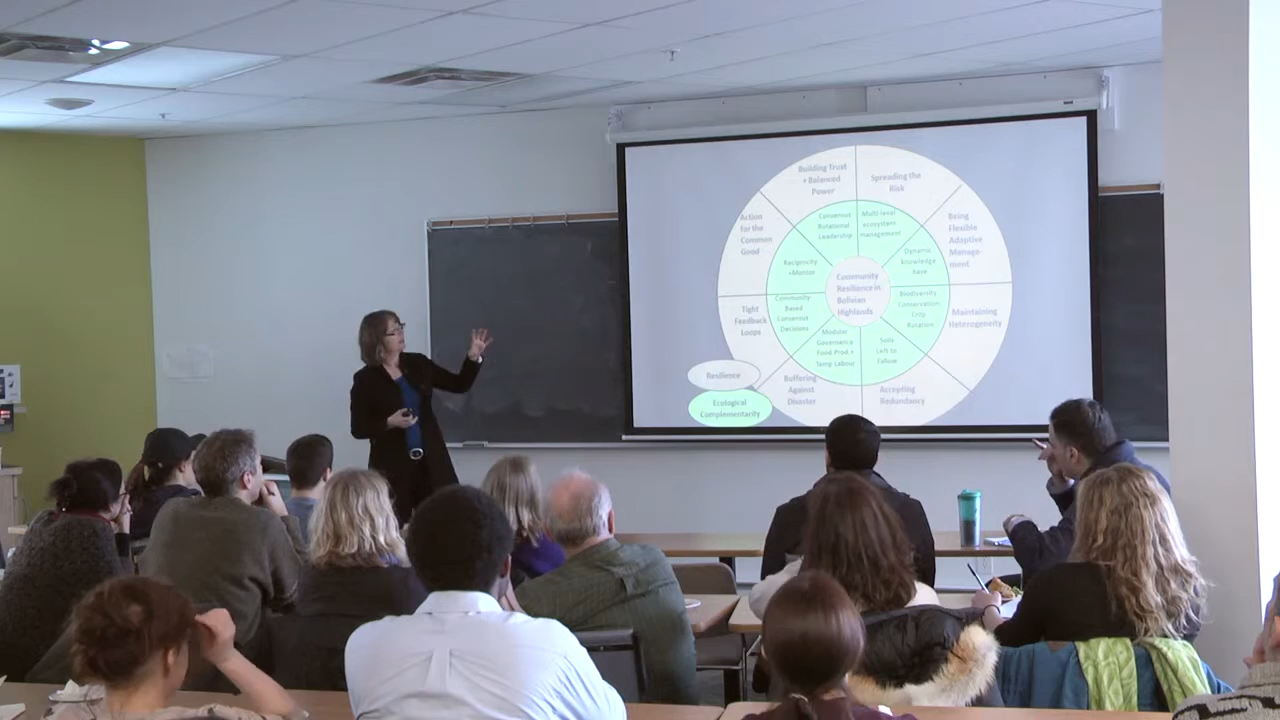 Building Trust
+ Balanced
Power
Spreading the
Risk
Being
Flexible
Adaptive
Manage-
ment
Maintaining
Heterogeneity
Accepting
Redundancy
Buffering
Against
Disaster
Tight
Feedback
Loops
Action
for the
Common
Good
Consensus
Rotational
Leadership
Multi-level
ecosystem
management
Dynamic
knowledge
base
Biodiversity
Conservation
Crop
Rotation
Soils
Left to
Fallow
Modular
Governance
Food Prod +
Temp Labour
Community
Based
Consensus
Decisions
Reciprocity
Community
Resilience in
Bolivian
Highlands
Resilience
Ecological
Complementarity